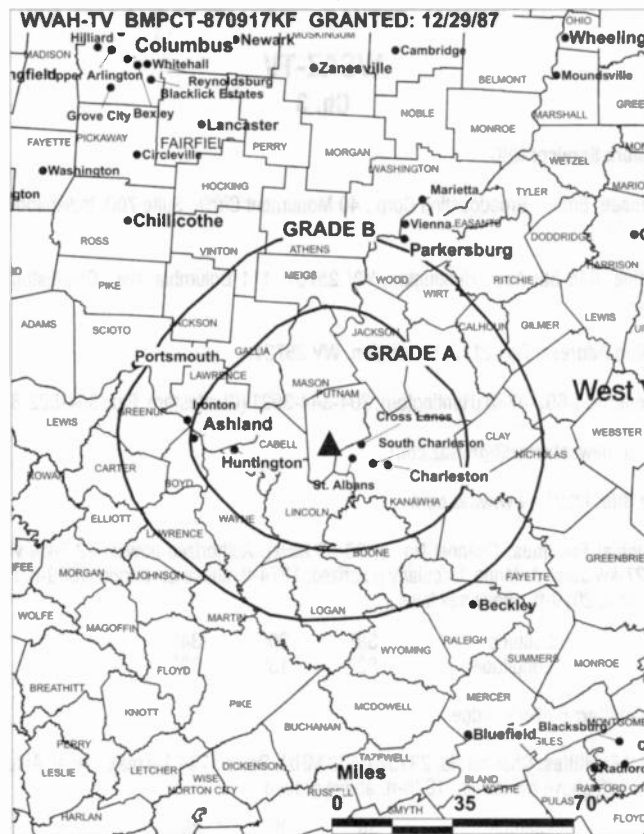 WVAH-TV BMPCT-870917KF GRANTED: 12/29/87
MUSKINGUM
OHIO
Hilliard
Columbus
Newark
Cambridge
Wheeling
MADISON
Whitehall
Zanesville
BELMONT
Moundsville
Upper Arlington
Reynoldsburg
Blacklick Estates
NOBLE
MARSHALL
Grove City
Bexley
Lancaster
MONROE
FAYETTE
PICKAWAY
FAIRFIELD
PERRY
MORGAN
WETZEL
Circleville
WASHINGTON
Washington
HOCKING
Marietta
TYLER
Chillicothe
GRADE B
Vienna
PLEASANTS
ROSS
ATHENS
Parkersburg
DODDRIDGE
VINTON
HARRISON
MEIGS
WOOD
WIRT
RITCHIE
PIKE
ADAMS
SCIOTO
JACKSON
JACKSON
CALHOUN
GILMER
LEWIS
Portsmouth
GALLIA
GRADE A
LAWRENCE
MASON
PUTNAM
West
GREENUP
Ironton
Cross Lanes
LEWIS
Ashland
CABELL
South Charleston
CLAY
WEBSTER
Huntington
NICHOLAS
ROWAN
CARTER
BOYD
St. Albans
Charleston
KANAWHA
ELLIOTT
WAYNE
LINCOLN
LAWRENCE
BOONE
MORGAN
JOHNSON
FAYETTE
WOLFE
MARTIN
LOGAN
Beckley
MAGOFFIN
RALEIGH
WYOMING
SUMMERS
MONROE
FLOYD
BREATHITT
KNOTT
PIKE
MCDOWELL
MERCER
BUCHANAN
Bluefield
Blacksburg
GILES
PERRY
LESLIE
LETCHER
WISE
DICKENSON
Miles
TAZEWELL
BLAND
NORTON CITY
RUSSELL
WYTHE
PULAS
HARLAN
SMYTH
FLOYD
0 35 70